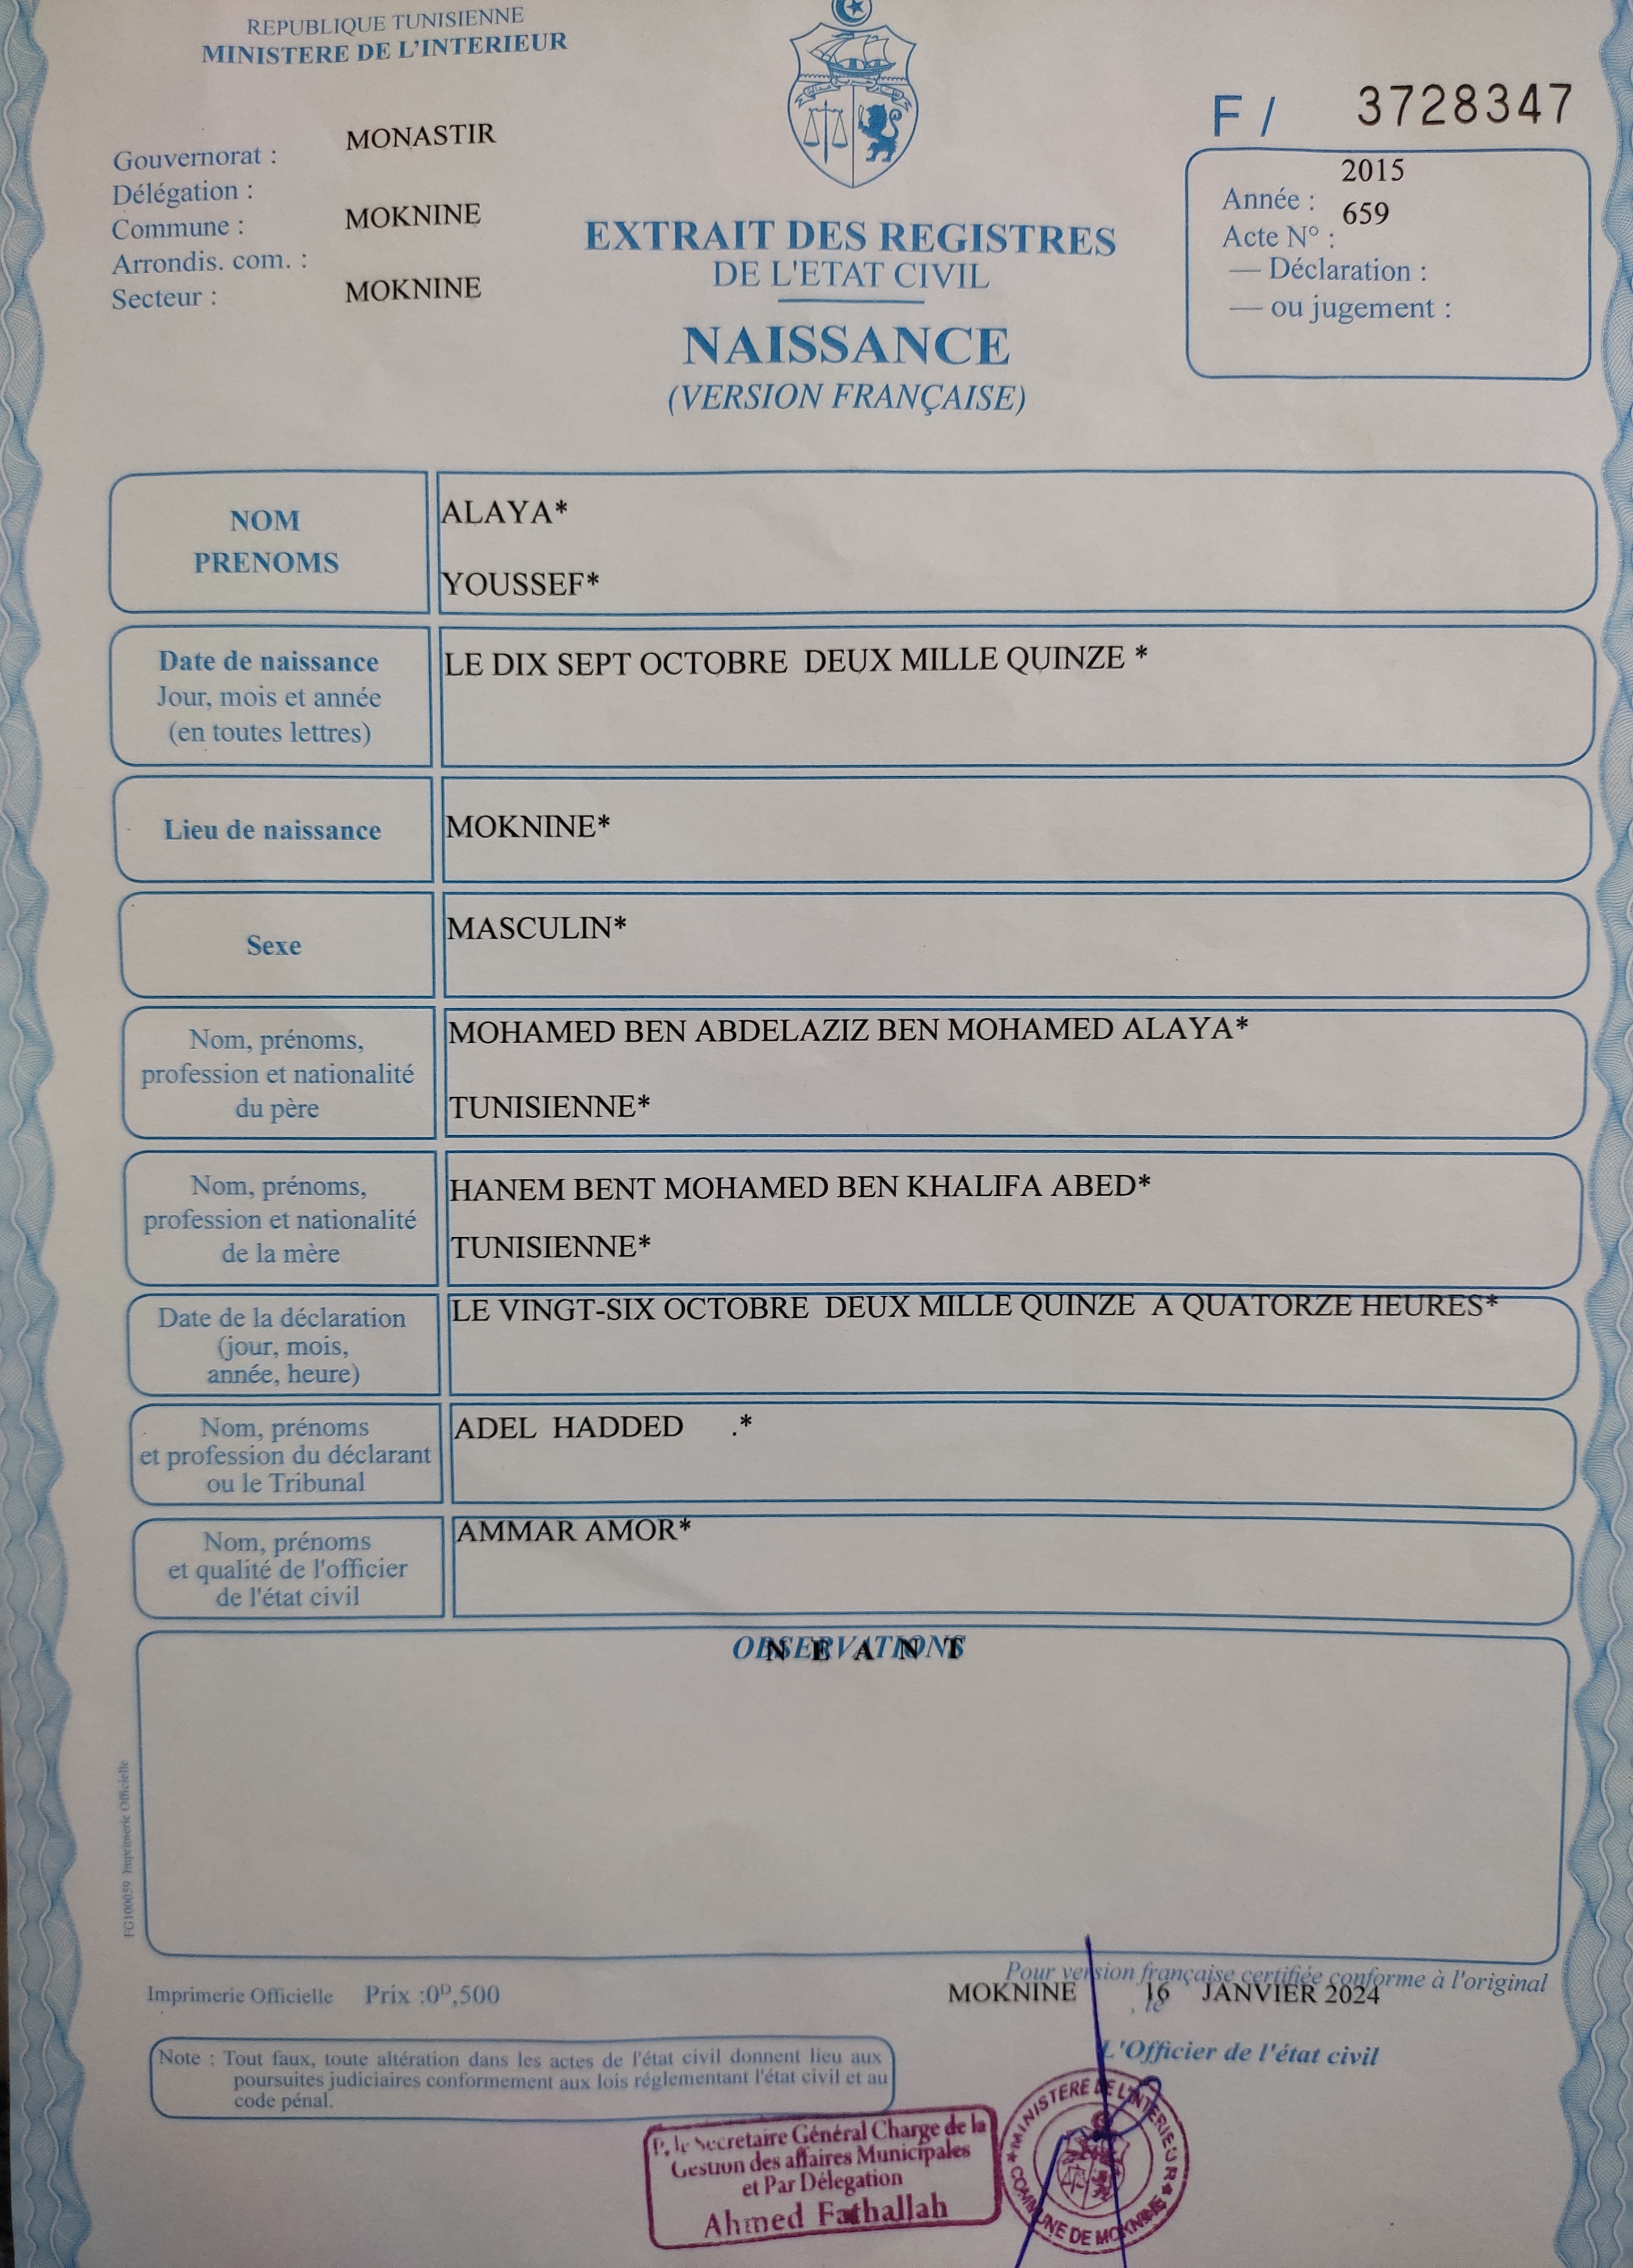 REPUBLIQUE TUNISIENNE
MINISTERE DE L'INTERIEUR
F / 3728347
Gouvernorat : MONASTIR
Délégation :
Commune : MOKNINE
Arrondis. com. :
Secteur : MOKNINE
EXTRAIT DES REGISTRES
DE L'ETAT CIVIL
NAISSANCE
(VERSION FRANÇAISE)
Année : 2015
Acte N° : 659
— Déclaration :
— ou jugement :
NOM
PRENOMS
ALAYA*
YOUSSEF*
Date de naissance
Jour, mois et année
(en toutes lettres)
LE DIX SEPT OCTOBRE DEUX MILLE QUINZE *
Lieu de naissance
MOKNINE*
Sexe
MASCULIN*
Nom, prénoms,
profession et nationalité
du père
MOHAMED BEN ABDELAZIZ BEN MOHAMED ALAYA*
TUNISIENNE*
Nom, prénoms,
profession et nationalité
de la mère
HANEM BENT MOHAMED BEN KHALIFA ABED*
TUNISIENNE*
Date de la déclaration
(jour, mois,
année, heure)
LE VINGT-SIX OCTOBRE DEUX MILLE QUINZE A QUATORZE HEURES*
Nom, prénoms
et profession du déclarant
ou le Tribunal
ADEL HADDED .*
Nom, prénoms
et qualité de l'officier
de l'état civil
AMMAR AMOR*
OBSERVATIONS
N E A N T
FG100059 Imprimerie Officielle
Imprimerie Officielle Prix :0ᴰ,500
Pour version française certifiée conforme à l'original
MOKNINE , le 16 JANVIER 2024
L'Officier de l'état civil
Note : Tout faux, toute altération dans les actes de l'état civil donnent lieu aux
poursuites judiciaires conformement aux lois réglementant l'état civil et au
code pénal.
P. le Secretaire Général Charge de la
Gestion des affaires Municipales
et Par Délegation
Ahmed Fathallah
MINISTERE DE L'INTERIEUR
COMMUNE DE MOKNINE